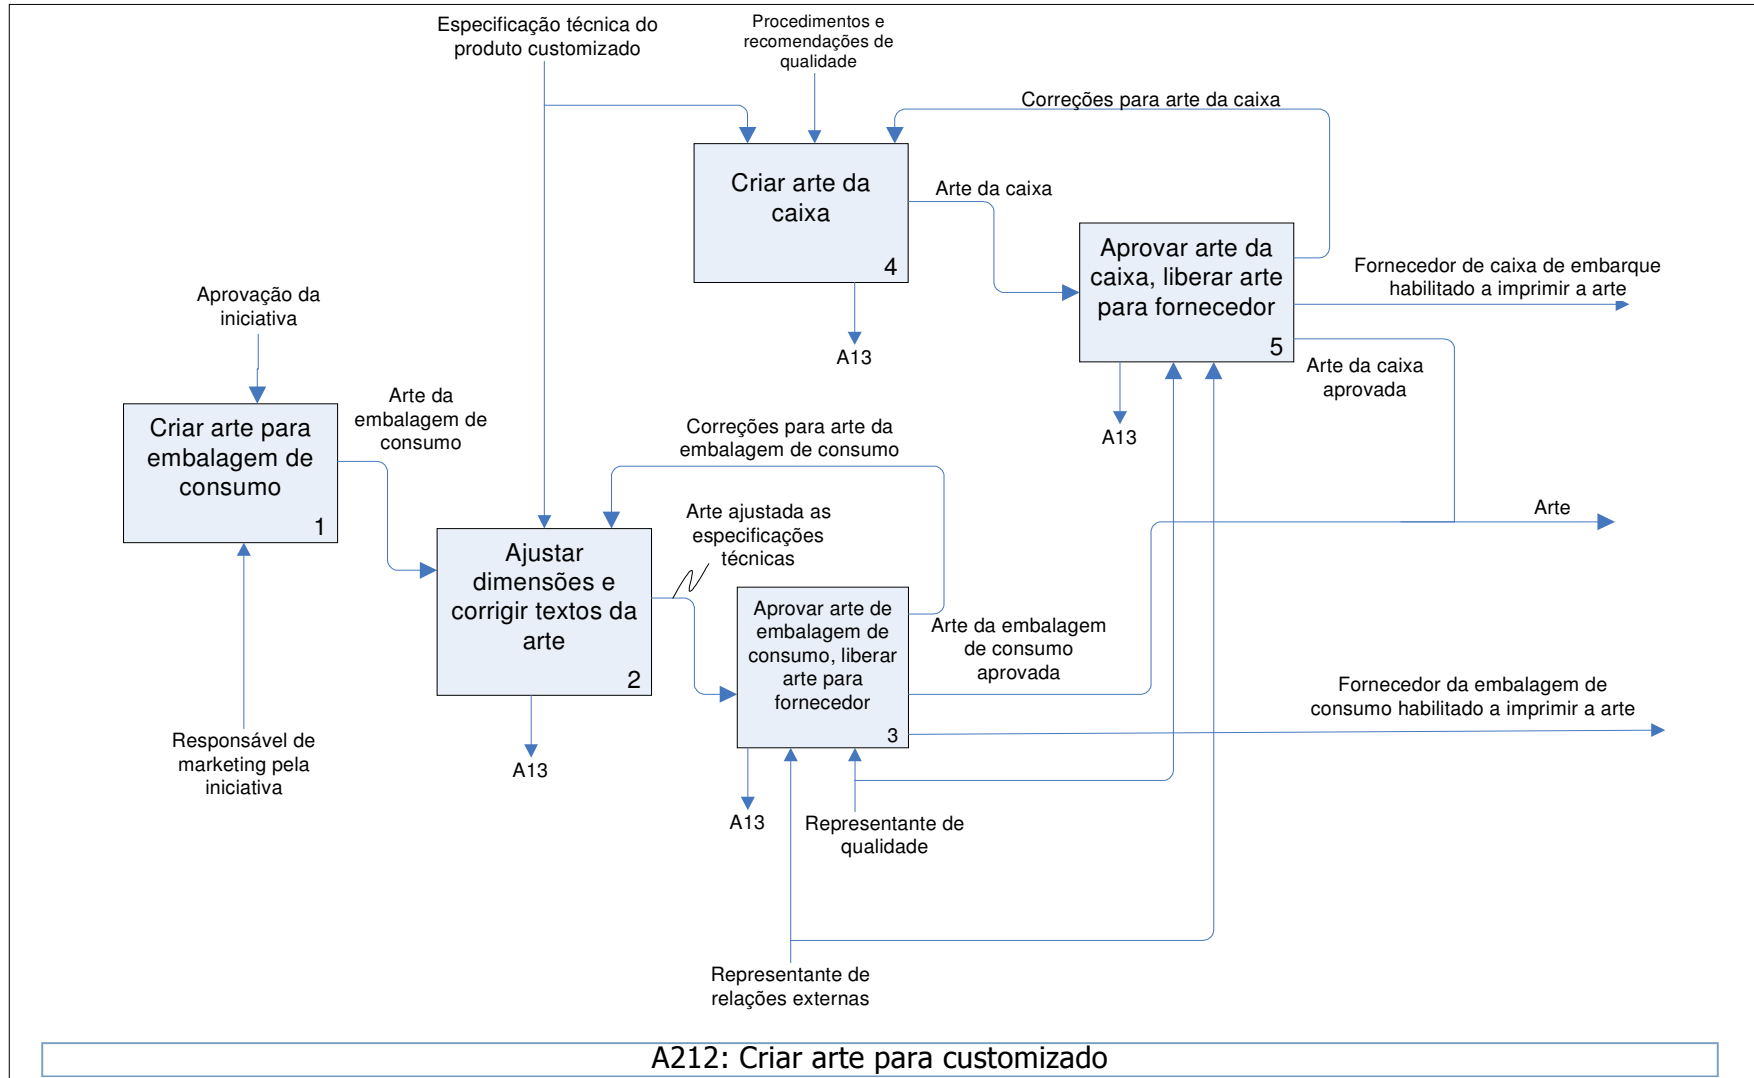 Especificação técnica do
produto customizado
Procedimentos e
recomendações de
qualidade
Correções para arte da caixa
Criar arte da
caixa
4
Arte da caixa
Aprovar arte da
caixa, liberar arte
para fornecedor
5
Fornecedor de caixa de embarque
habilitado a imprimir a arte
Aprovação da
iniciativa
A13
Arte da caixa
aprovada
Arte da
embalagem de
consumo
Criar arte para
embalagem de
consumo
1
Correções para arte da
embalagem de consumo
A13
Arte ajustada as
especificações
técnicas
Arte
Ajustar
dimensões e
corrigir textos da
arte
2
Aprovar arte de
embalagem de
consumo, liberar
arte para
fornecedor
3
Arte da embalagem
de consumo
aprovada
Fornecedor da embalagem de
consumo habilitado a imprimir a arte
Responsável de
marketing pela
iniciativa
A13
A13
Representante de
qualidade
Representante de
relações externas
A212: Criar arte para customizado